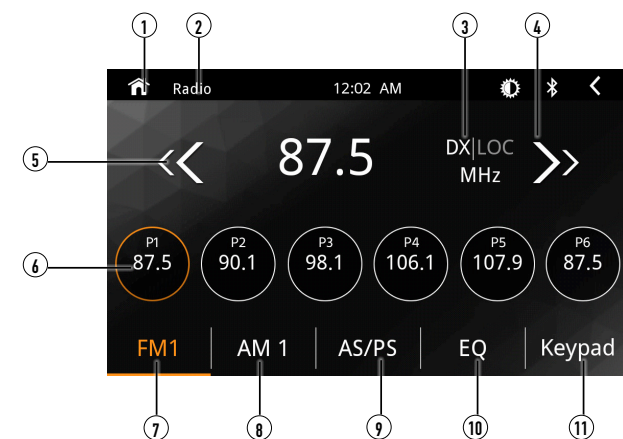 1 2 3 4
Radio 12:02 AM
5 87.5 DX|LOC
MHz
P1 P2 P3 P4 P5 P6
6 87.5 90.1 98.1 106.1 107.9 87.5
FM1 AM 1 AS/PS EQ Keypad
7 8 9 10 11